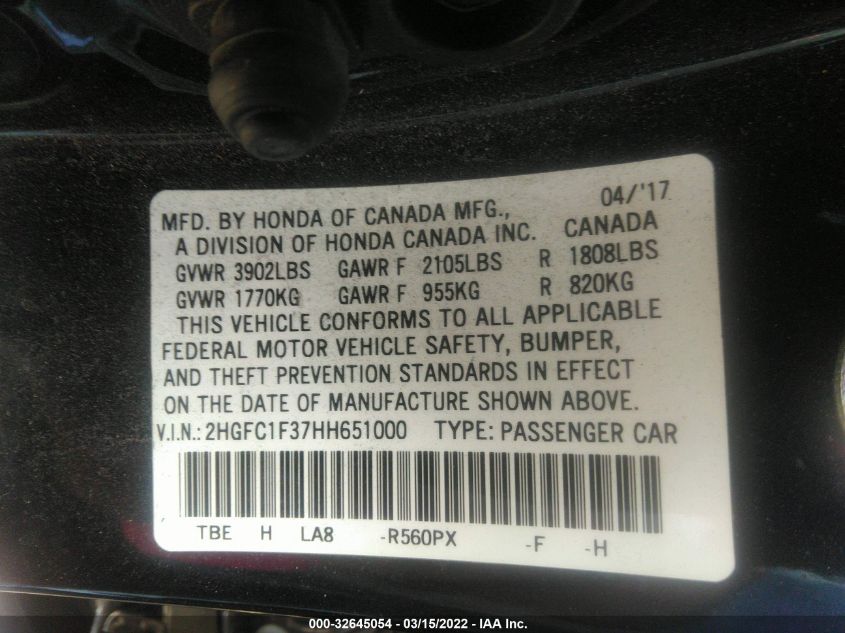 04/'17
MFD. BY HONDA OF CANADA MFG.,
A DIVISION OF HONDA CANADA INC. CANADA
GVWR 3902LBS GAWR F 2105LBS R 1808LBS
GVWR 1770KG GAWR F 955KG R 820KG
THIS VEHICLE CONFORMS TO ALL APPLICABLE
FEDERAL MOTOR VEHICLE SAFETY, BUMPER,
AND THEFT PREVENTION STANDARDS IN EFFECT
ON THE DATE OF MANUFACTURE SHOWN ABOVE.
V.I.N.: 2HGFC1F37HH651000 TYPE: PASSENGER CAR
TBE H LA8 -R560PX -F -H
000-32645054 - 03/15/2022 - IAA Inc.